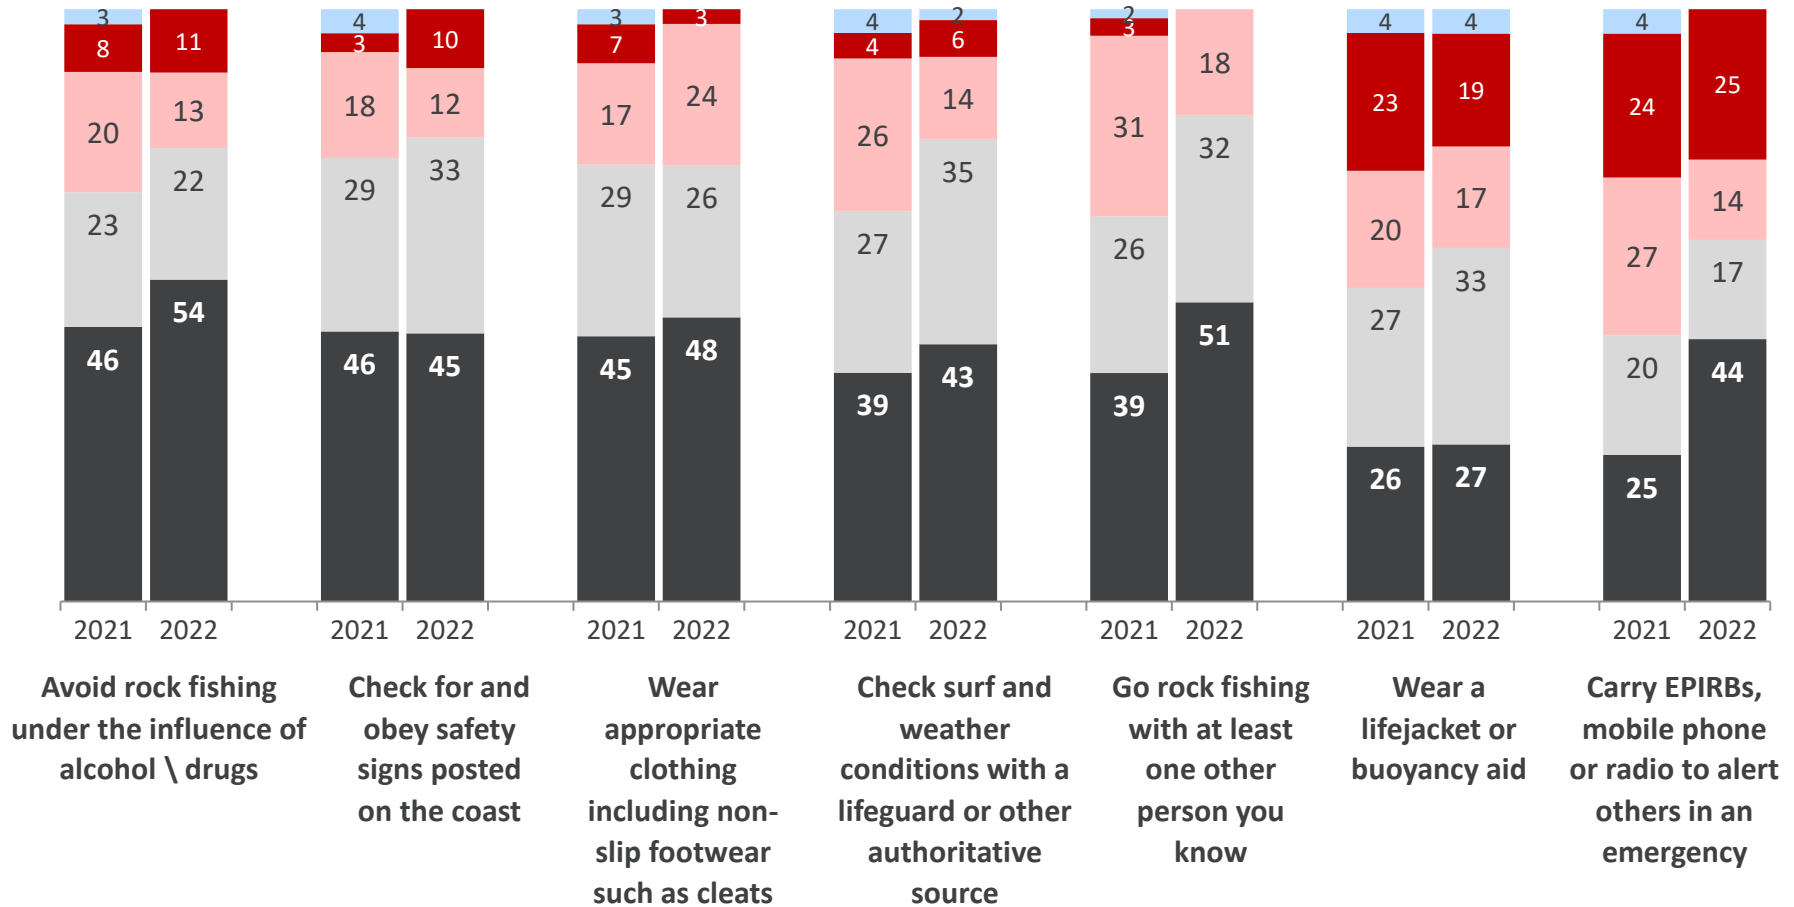 3
8
20
23
46
11
13
22
54
4
3
18
29
46
10
12
33
45
3
7
17
29
45
3
24
26
48
4
4
26
27
39
2
6
14
35
43
2
3
31
26
39
18
32
51
4
23
20
27
26
4
19
17
33
27
4
24
27
20
25
25
14
17
44
2021 2022
2021 2022
2021 2022
2021 2022
2021 2022
2021 2022
2021 2022
Avoid rock fishing
under the influence of
alcohol \ drugs
Check for and
obey safety
signs posted
on the coast
Wear
appropriate
clothing
including non-
slip footwear
such as cleats
Check surf and
weather
conditions with a
lifeguard or other
authoritative
source
Go rock fishing
with at least
one other
person you
know
Wear a
lifejacket or
buoyancy aid
Carry EPIRBs,
mobile phone
or radio to alert
others in an
emergency